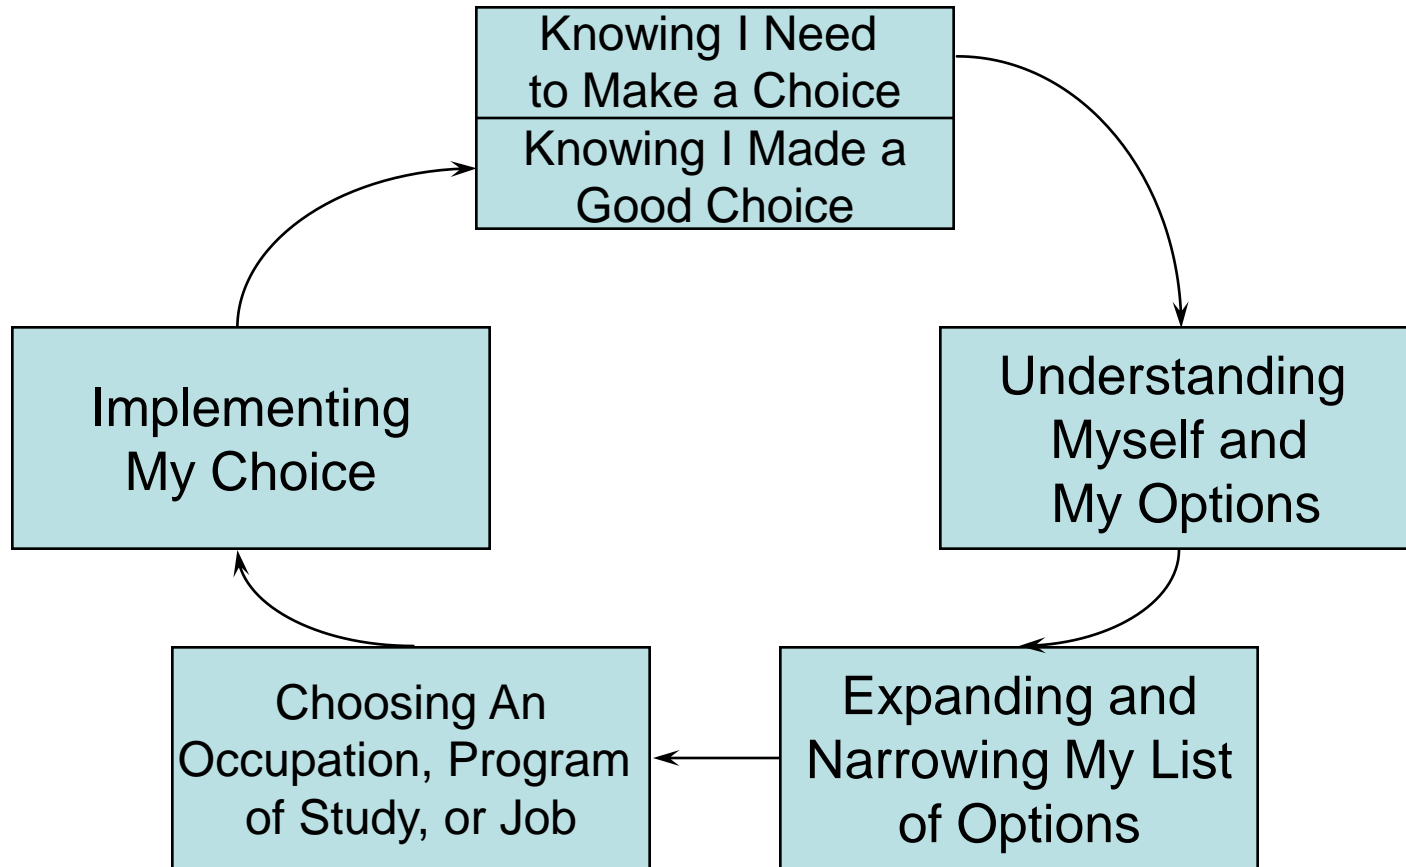 Knowing I Need
to Make a Choice
Knowing I Made a
Good Choice
Understanding
Myself and
My Options
Expanding and
Narrowing My List
of Options
Choosing An
Occupation, Program
of Study, or Job
Implementing
My Choice